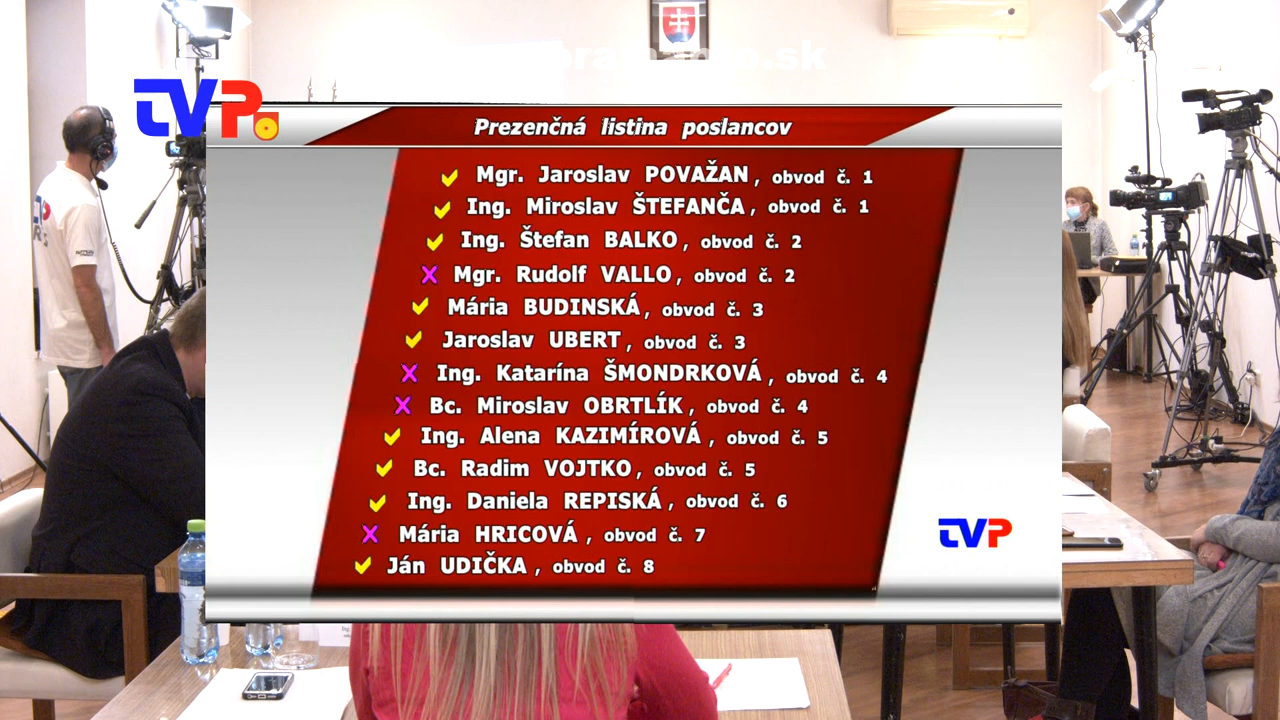 TVP
Prezenčná listina poslancov
Mgr. Jaroslav POVAŽAN, obvod č. 1
Ing. Miroslav ŠTEFANČA, obvod č. 1
Ing. Štefan BALKO, obvod č. 2
Mgr. Rudolf VALLO, obvod č. 2
Mária BUDINSKÁ, obvod č. 3
Jaroslav UBERT, obvod č. 3
Ing. Katarína ŠMONDRKOVÁ, obvod č. 4
Bc. Miroslav OBRTLÍK, obvod č. 4
Ing. Alena KAZIMÍROVÁ, obvod č. 5
Bc. Radim VOJTKO, obvod č. 5
Ing. Daniela REPISKÁ, obvod č. 6
Mária HRICOVÁ, obvod č. 7
Ján UDIČKA, obvod č. 8
TVP